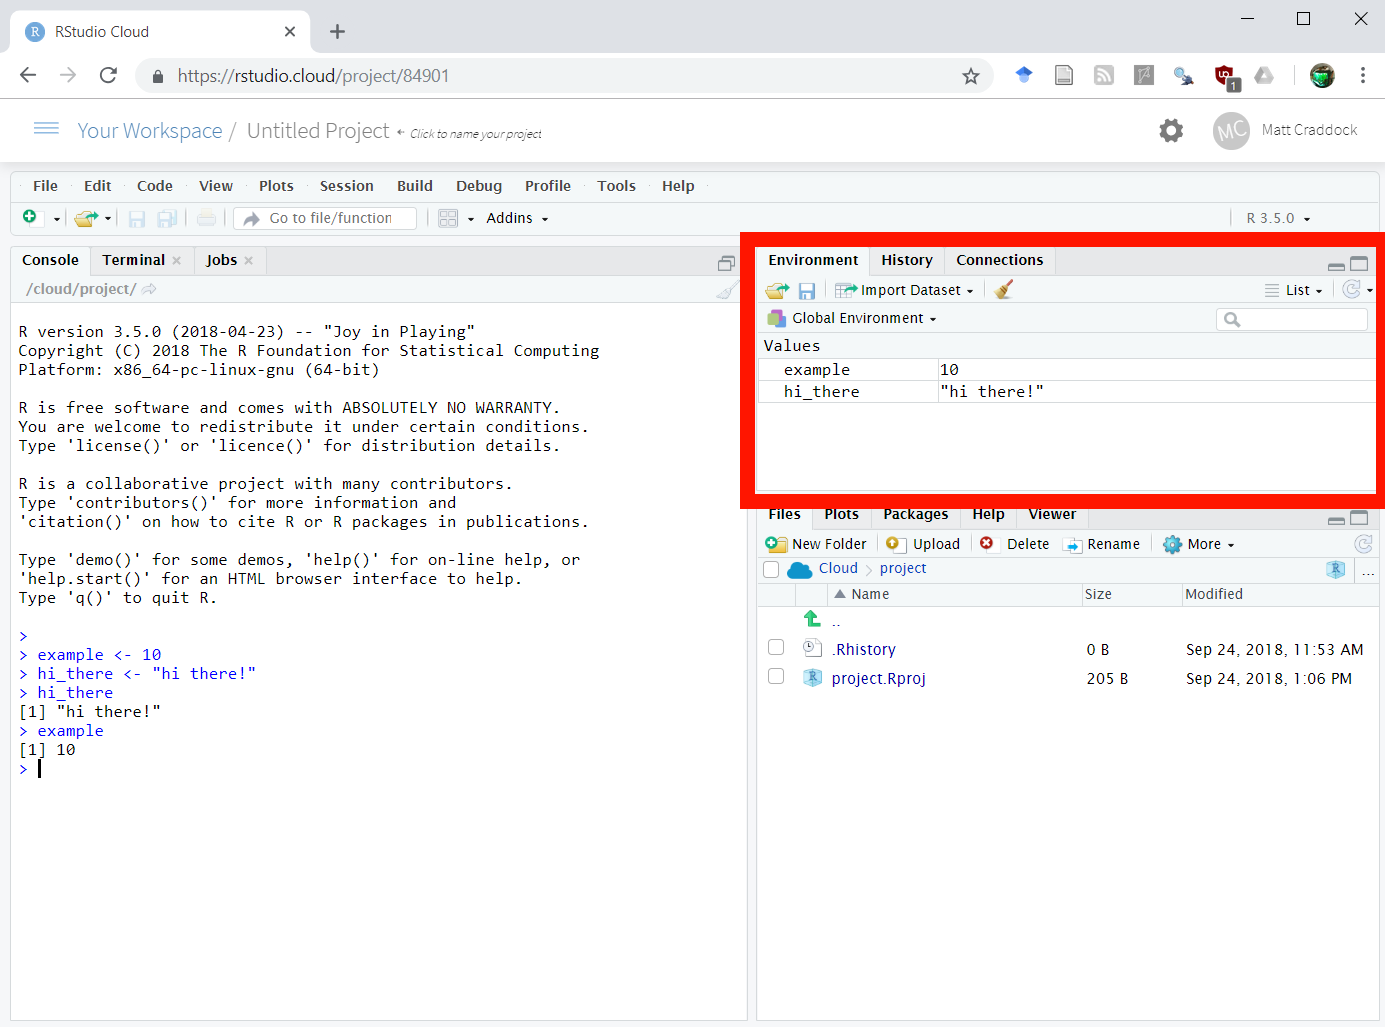 RStudio Cloud
https://rstudio.cloud/project/84901
1
Your Workspace / Untitled Project Click to name your project
MC Matt Craddock
File Edit Code View Plots Session Build Debug Profile Tools Help
Go to file/function Addins R 3.5.0
Console Terminal Jobs
/cloud/project/
R version 3.5.0 (2018-04-23) -- "Joy in Playing"
Copyright (C) 2018 The R Foundation for Statistical Computing
Platform: x86_64-pc-linux-gnu (64-bit)
R is free software and comes with ABSOLUTELY NO WARRANTY.
You are welcome to redistribute it under certain conditions.
Type 'license()' or 'licence()' for distribution details.
R is a collaborative project with many contributors.
Type 'contributors()' for more information and
'citation()' on how to cite R or R packages in publications.
Type 'demo()' for some demos, 'help()' for on-line help, or
'help.start()' for an HTML browser interface to help.
Type 'q()' to quit R.
>
> example <- 10
> hi_there <- "hi there!"
> hi_there
[1] "hi there!"
> example
[1] 10
>
Environment History Connections
Import Dataset List
Global Environment
Values
example 10
hi_there "hi there!"
Files Plots Packages Help Viewer
New Folder Upload Delete Rename More
Cloud project ...
Name Size Modified
..
.Rhistory 0 B Sep 24, 2018, 11:53 AM
project.Rproj 205 B Sep 24, 2018, 1:06 PM